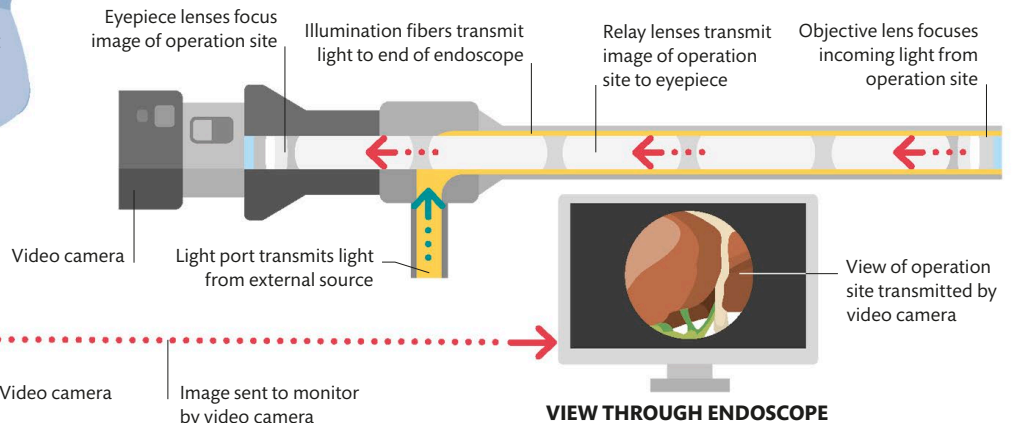 Eyepiece lenses focus
image of operation site
Illumination fibers transmit
light to end of endoscope
Relay lenses transmit
image of operation
site to eyepiece
Objective lens focuses
incoming light from
operation site
Video camera
Light port transmits light
from external source
View of operation
site transmitted by
video camera
Video camera
Image sent to monitor
by video camera
VIEW THROUGH ENDOSCOPE